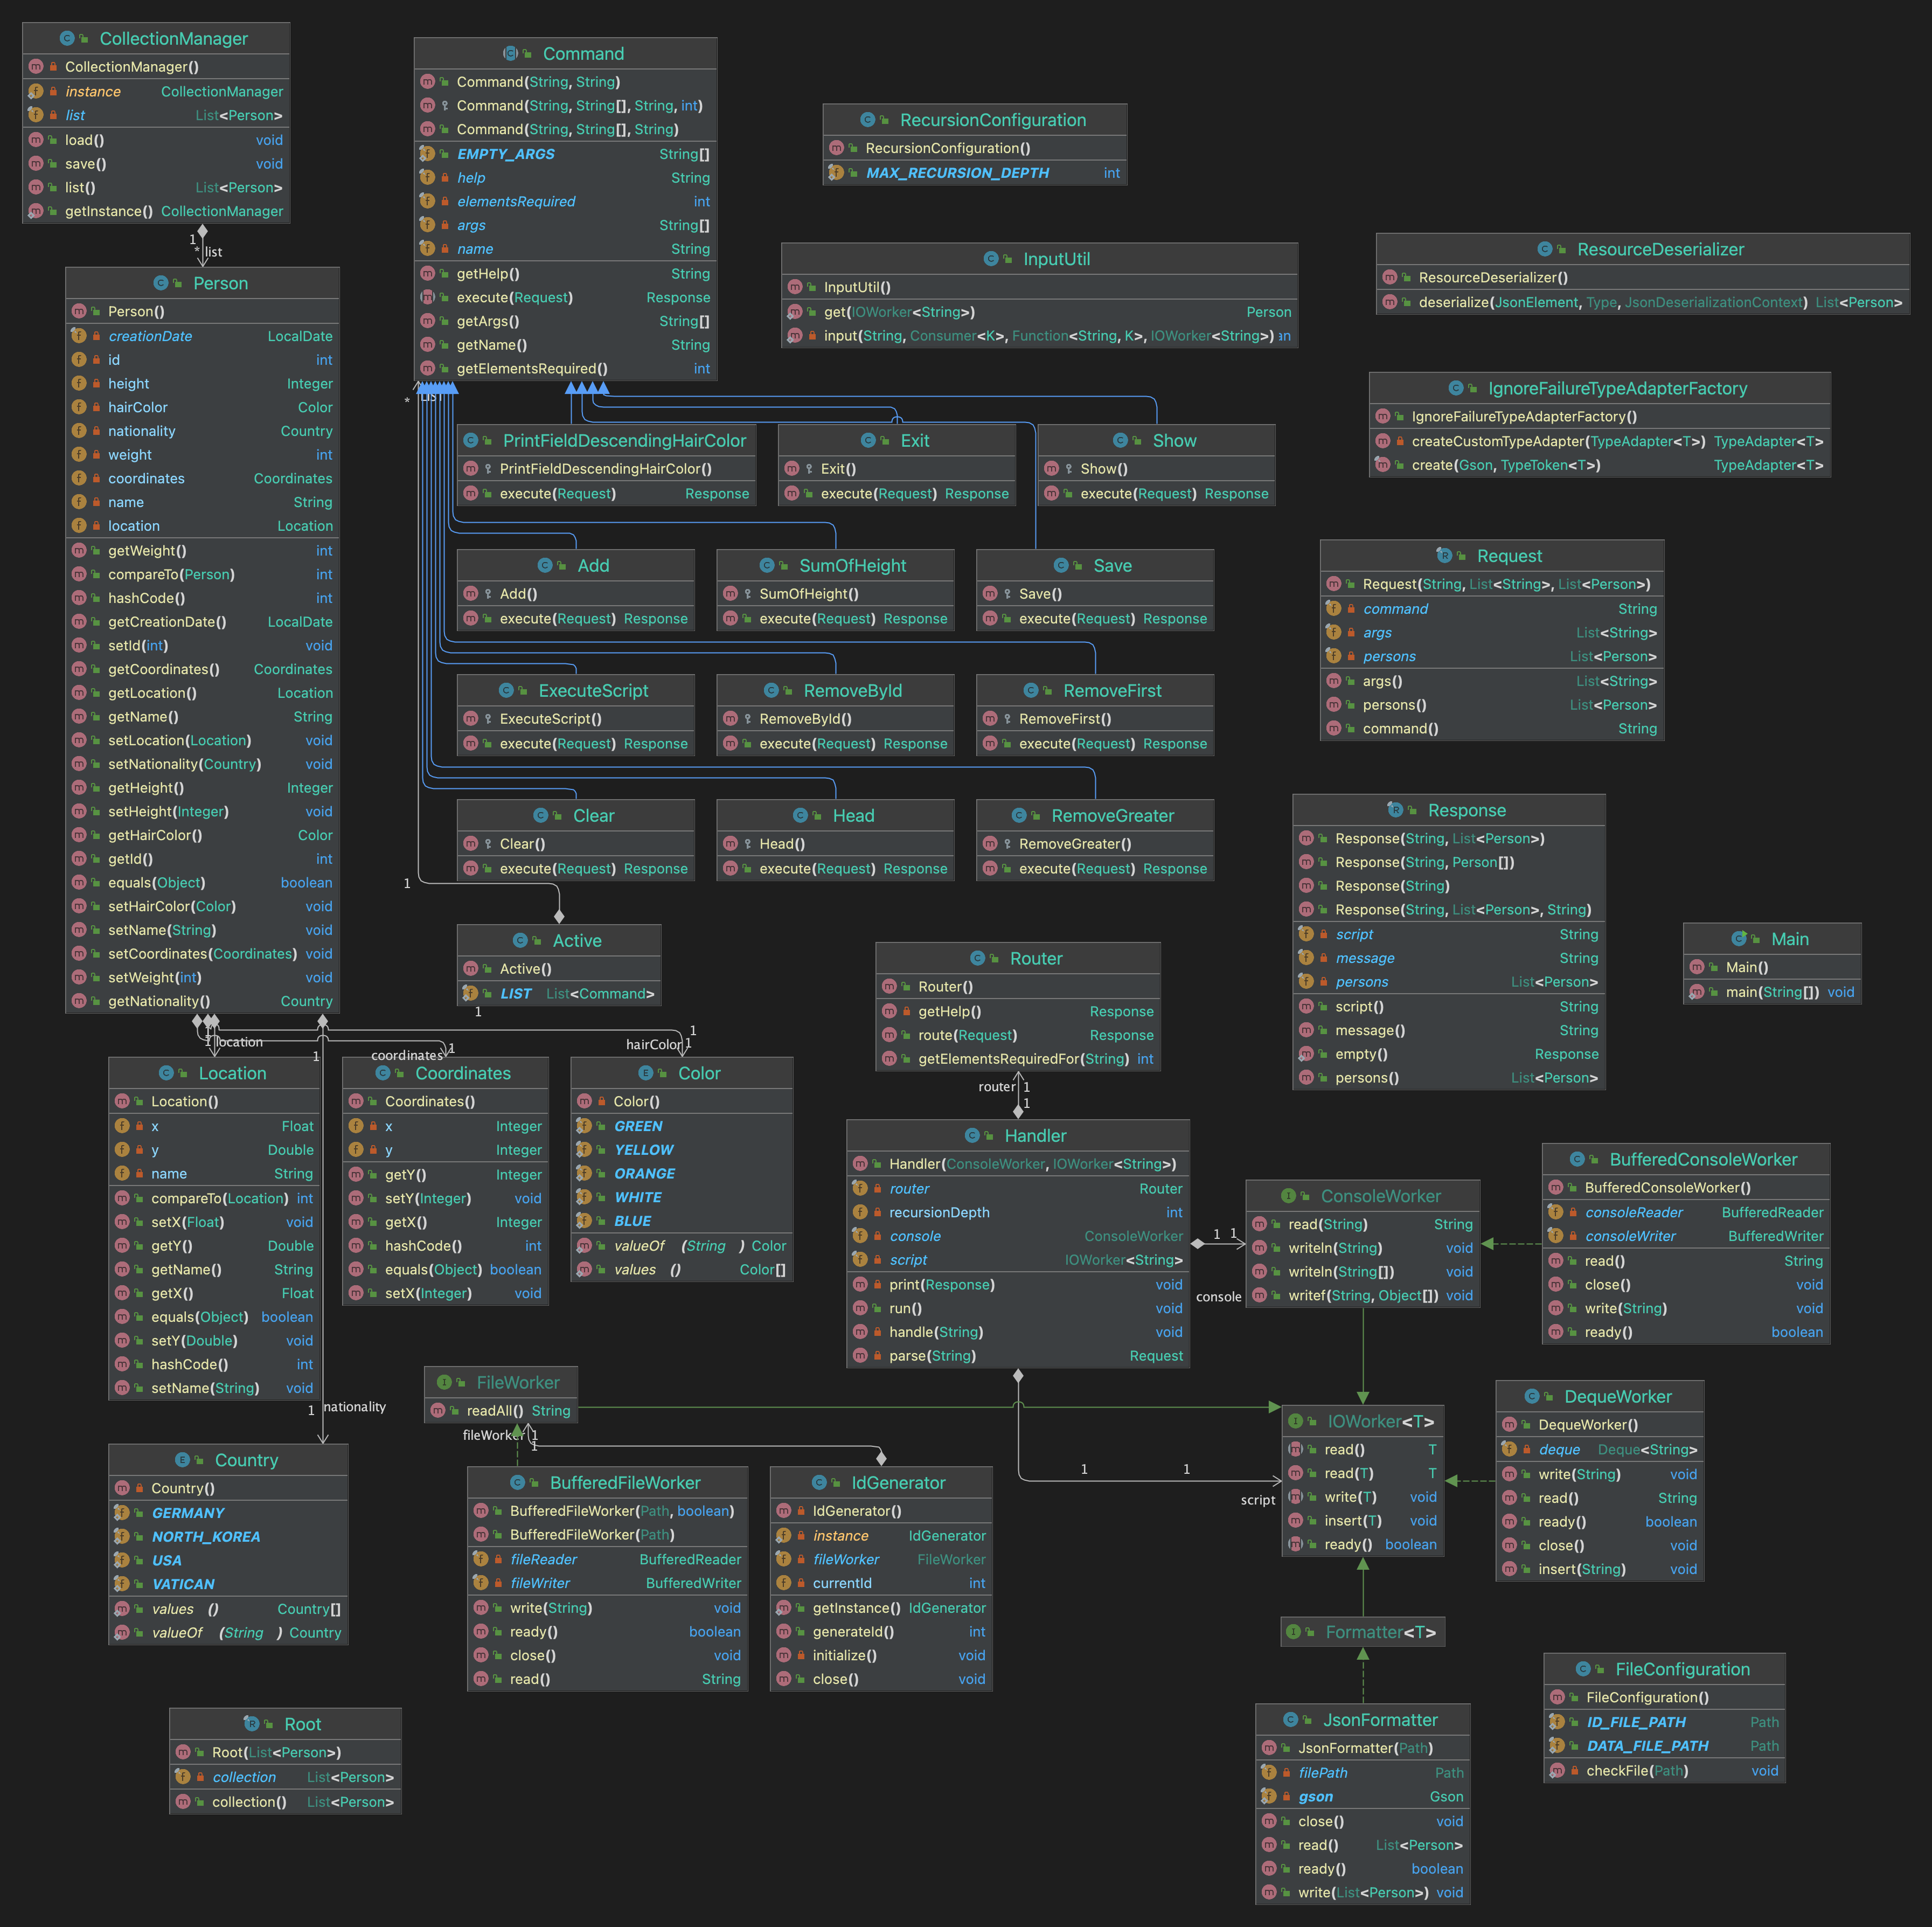 CollectionManager
CollectionManager()
instance CollectionManager
list List<Person>
load() void
save() void
list() List<Person>
getInstance() CollectionManager
1
* list
Person
Person()
creationDate LocalDate
id int
height Integer
hairColor Color
nationality Country
weight int
coordinates Coordinates
name String
location Location
getWeight() int
compareTo(Person) int
hashCode() int
getCreationDate() LocalDate
setId(int) void
getCoordinates() Coordinates
getLocation() Location
getName() String
setLocation(Location) void
setNationality(Country) void
getHeight() Integer
setHeight(Integer) void
getHairColor() Color
getId() int
equals(Object) boolean
setHairColor(Color) void
setName(String) void
setCoordinates(Coordinates) void
setWeight(int) void
getNationality() Country
Command
Command(String, String)
Command(String, String[], String, int)
Command(String, String[], String)
EMPTY_ARGS String[]
help String
elementsRequired int
args String[]
name String
getHelp() String
execute(Request) Response
getArgs() String[]
getName() String
getElementsRequired() int
* LIST
RecursionConfiguration
RecursionConfiguration()
MAX_RECURSION_DEPTH int
InputUtil
InputUtil()
get(IOWorker<String>) Person
input(String, Consumer<K>, Function<String, K>, IOWorker<String>) an
ResourceDeserializer
ResourceDeserializer()
deserialize(JsonElement, Type, JsonDeserializationContext) List<Person>
IgnoreFailureTypeAdapterFactory
IgnoreFailureTypeAdapterFactory()
createCustomTypeAdapter(TypeAdapter<T>) TypeAdapter<T>
create(Gson, TypeToken<T>) TypeAdapter<T>
PrintFieldDescendingHairColor
PrintFieldDescendingHairColor()
execute(Request) Response
Exit
Exit()
execute(Request) Response
Show
Show()
execute(Request) Response
Add
Add()
execute(Request) Response
SumOfHeight
SumOfHeight()
execute(Request) Response
Save
Save()
execute(Request) Response
ExecuteScript
ExecuteScript()
execute(Request) Response
RemoveById
RemoveById()
execute(Request) Response
RemoveFirst
RemoveFirst()
execute(Request) Response
Clear
Clear()
execute(Request) Response
Head
Head()
execute(Request) Response
RemoveGreater
RemoveGreater()
execute(Request) Response
1
Active
Active()
LIST List<Command>
1
Request
Request(String, List<String>, List<Person>)
command String
args List<String>
persons List<Person>
args() List<String>
persons() List<Person>
command() String
Response
Response(String, List<Person>)
Response(String, Person[])
Response(String)
Response(String, List<Person>, String)
script String
message String
persons List<Person>
script() String
message() String
empty() Response
persons() List<Person>
Main
Main()
main(String[]) void
Router
Router()
getHelp() Response
route(Request) Response
getElementsRequiredFor(String) int
router 1
1
1 location
1
coordinates 1
1
hairColor 1
Location
Location()
x Float
y Double
name String
compareTo(Location) int
setX(Float) void
getY() Double
getName() String
getX() Float
equals(Object) boolean
setY(Double) void
hashCode() int
setName(String) void
Coordinates
Coordinates()
x Integer
y Integer
getY() Integer
setY(Integer) void
getX() Integer
hashCode() int
equals(Object) boolean
setX(Integer) void
Color
Color()
GREEN
YELLOW
ORANGE
WHITE
BLUE
valueOf (String ) Color
values () Color[]
Handler
Handler(ConsoleWorker, IOWorker<String>)
router Router
recursionDepth int
console ConsoleWorker
script IOWorker<String>
print(Response) void
run() void
handle(String) void
parse(String) Request
1 1
console
ConsoleWorker
read(String) String
writeln(String) void
writeln(String[]) void
writef(String, Object[]) void
BufferedConsoleWorker
BufferedConsoleWorker()
consoleReader BufferedReader
consoleWriter BufferedWriter
read() String
close() void
write(String) void
ready() boolean
1 nationality
FileWorker
readAll() String
fileWorker 1
1
Country
Country()
GERMANY
NORTH_KOREA
USA
VATICAN
values () Country[]
valueOf (String ) Country
BufferedFileWorker
BufferedFileWorker(Path, boolean)
BufferedFileWorker(Path)
fileReader BufferedReader
fileWriter BufferedWriter
write(String) void
ready() boolean
close() void
read() String
IdGenerator
IdGenerator()
instance IdGenerator
fileWorker FileWorker
currentId int
getInstance() IdGenerator
generateId() int
initialize() void
close() void
1 1
script
IOWorker<T>
read() T
read(T) T
write(T) void
insert(T) void
ready() boolean
DequeWorker
DequeWorker()
deque Deque<String>
write(String) void
read() String
ready() boolean
close() void
insert(String) void
Formatter<T>
JsonFormatter
JsonFormatter(Path)
filePath Path
gson Gson
close() void
read() List<Person>
ready() boolean
write(List<Person>) void
FileConfiguration
FileConfiguration()
ID_FILE_PATH Path
DATA_FILE_PATH Path
checkFile(Path) void
Root
Root(List<Person>)
collection List<Person>
collection() List<Person>